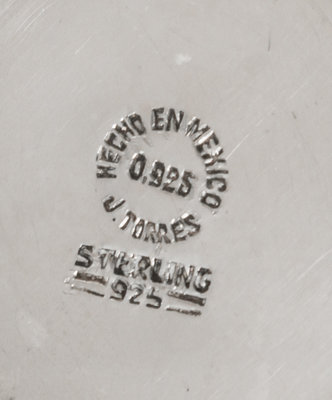 HECHO EN MEXICO
0.925
J. TORRES
STERLING
925